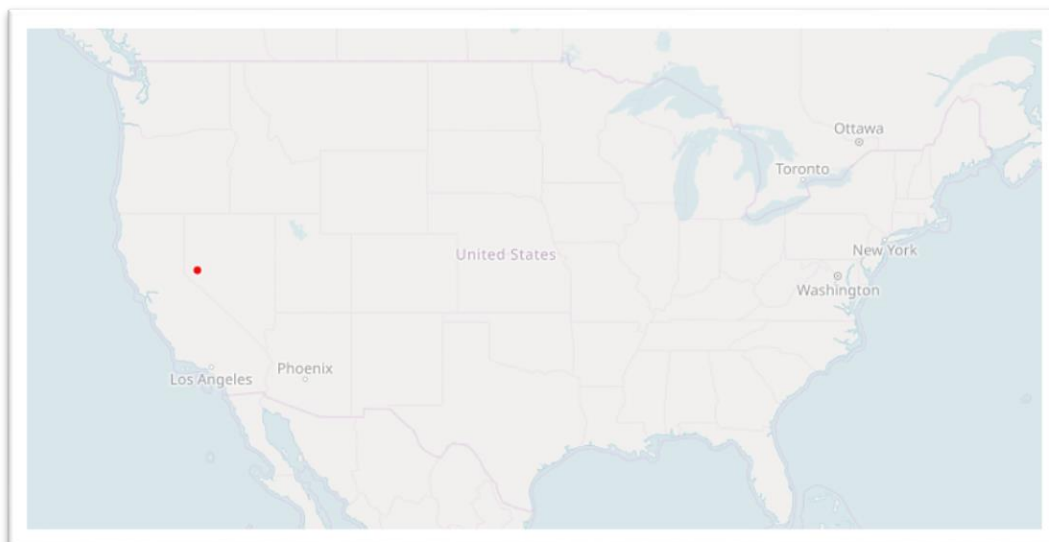 Ottawa
Toronto
New York
United States
Washington
Phoenix
Los Angeles